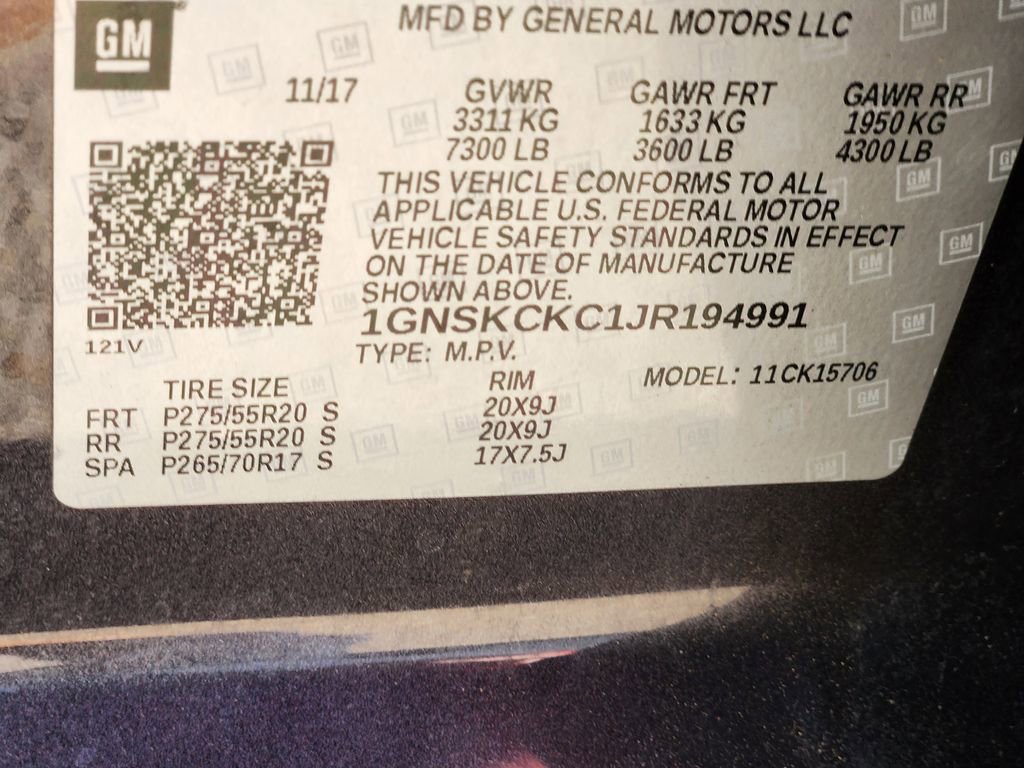 GM
MFD BY GENERAL MOTORS LLC
11/17 GVWR GAWR FRT GAWR RR
3311 KG 1633 KG 1950 KG
7300 LB 3600 LB 4300 LB
THIS VEHICLE CONFORMS TO ALL
APPLICABLE U.S. FEDERAL MOTOR
VEHICLE SAFETY STANDARDS IN EFFECT
ON THE DATE OF MANUFACTURE
SHOWN ABOVE.
1GNSKCKC1JR194991
121V
TYPE: M.P.V.
TIRE SIZE RIM MODEL: 11CK15706
FRT P275/55R20 S 20X9J
RR P275/55R20 S 20X9J
SPA P265/70R17 S 17X7.5J